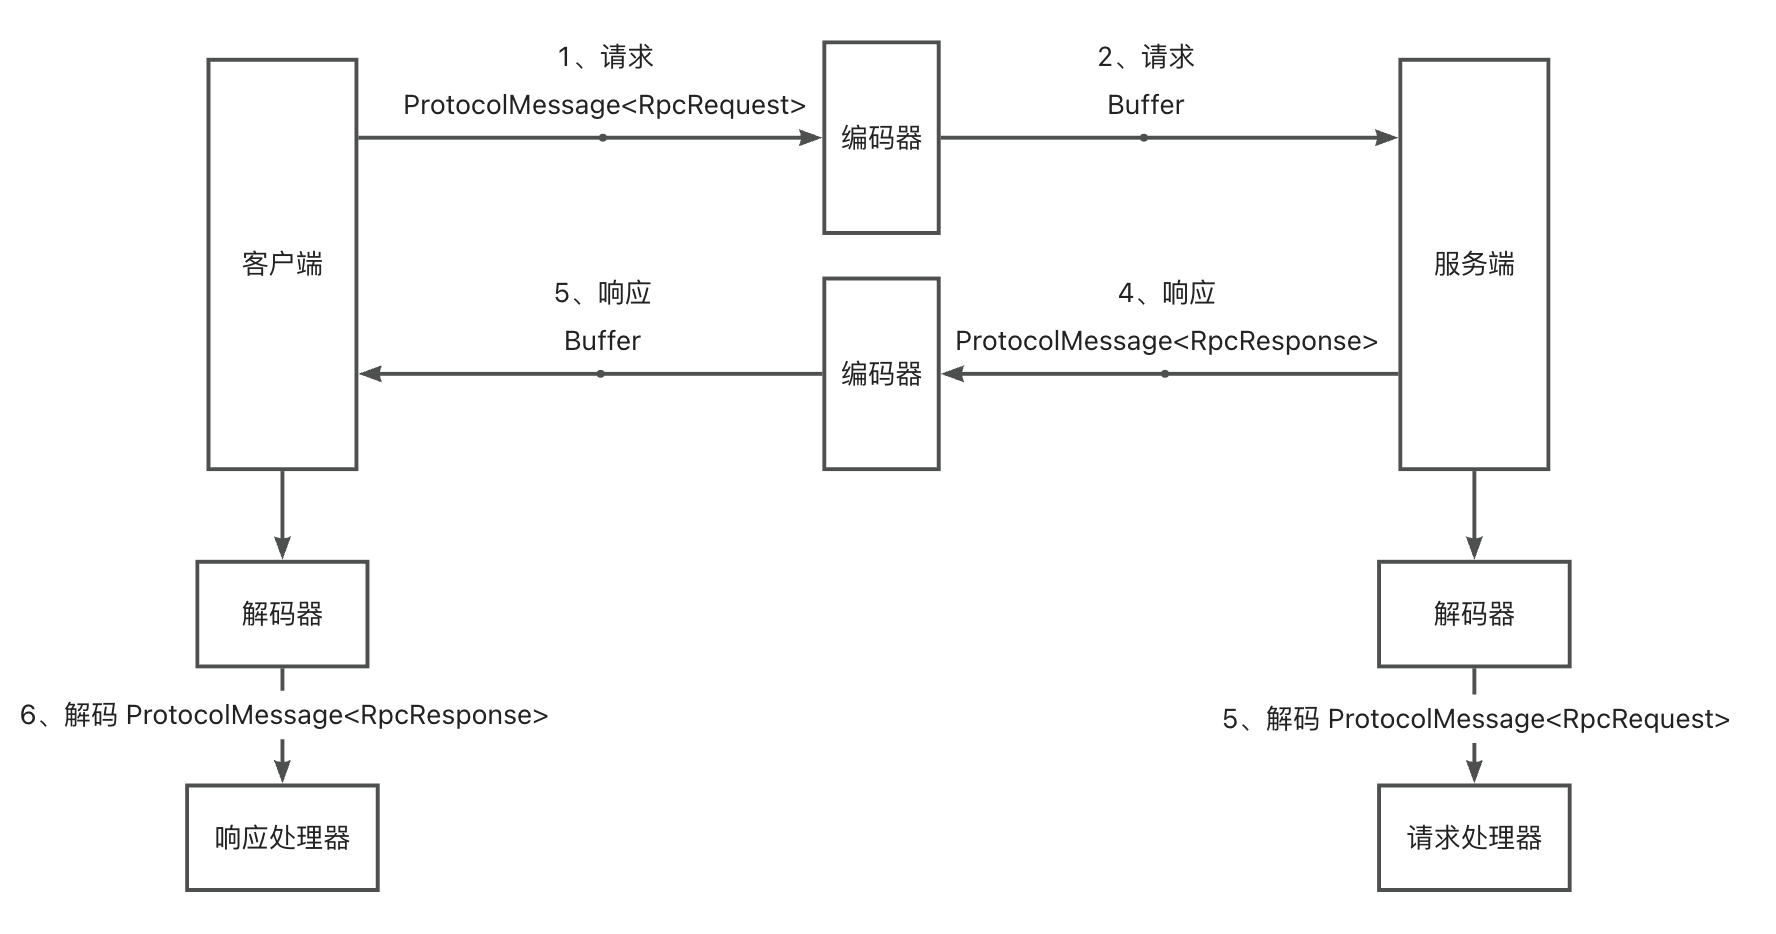 1、请求
ProtocolMessage<RpcRequest>
编码器
2、请求
Buffer
客户端
服务端
5、响应
Buffer
编码器
4、响应
ProtocolMessage<RpcResponse>
解码器
解码器
6、解码 ProtocolMessage<RpcResponse>
5、解码 ProtocolMessage<RpcRequest>
响应处理器
请求处理器